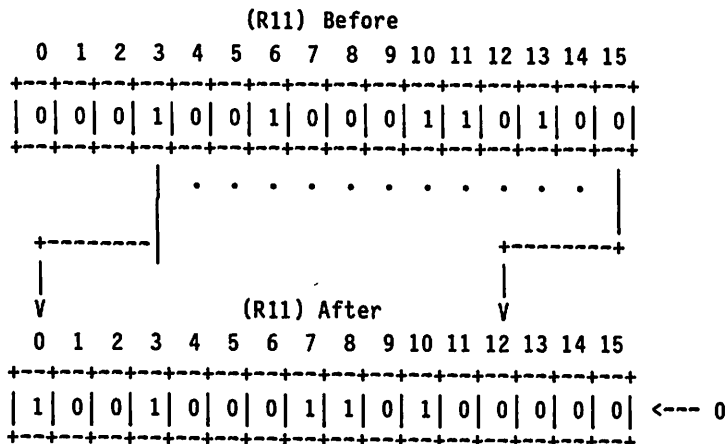 (R11) Before
0 1 2 3 4 5 6 7 8 9 10 11 12 13 14 15
+--+--+--+--+--+--+--+--+--+--+--+--+--+--+--+--+
| 0| 0| 0| 1| 0| 0| 1| 0| 0| 0| 1| 1| 0| 1| 0| 0|
+--+--+--+--+--+--+--+--+--+--+--+--+--+--+--+--+
| . . . . . . . . . . . |
+--------| +-------+
| |
V (R11) After V
0 1 2 3 4 5 6 7 8 9 10 11 12 13 14 15
+--+--+--+--+--+--+--+--+--+--+--+--+--+--+--+--+
| 1| 0| 0| 1| 0| 0| 0| 1| 1| 0| 1| 0| 0| 0| 0| 0| <--- 0
+--+--+--+--+--+--+--+--+--+--+--+--+--+--+--+--+